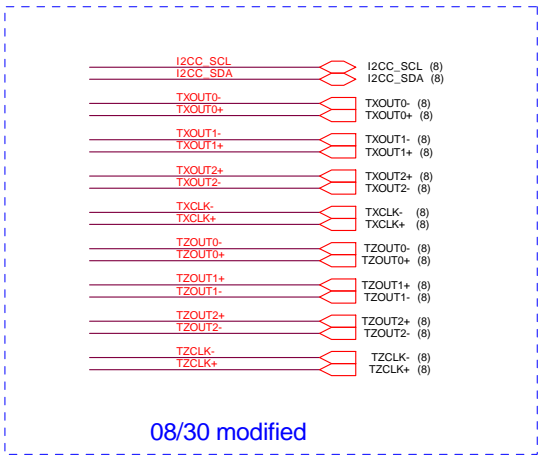 I2CC_SCL I2CC_SCL (8)
I2CC_SDA I2CC_SDA (8)
TXOUT0- TXOUT0- (8)
TXOUT0+ TXOUT0+ (8)
TXOUT1- TXOUT1- (8)
TXOUT1+ TXOUT1+ (8)
TXOUT2+ TXOUT2+ (8)
TXOUT2- TXOUT2- (8)
TXCLK- TXCLK- (8)
TXCLK+ TXCLK+ (8)
TZOUT0- TZOUT0- (8)
TZOUT0+ TZOUT0+ (8)
TZOUT1+ TZOUT1+ (8)
TZOUT1- TZOUT1- (8)
TZOUT2+ TZOUT2+ (8)
TZOUT2- TZOUT2- (8)
TZCLK- TZCLK- (8)
TZCLK+ TZCLK+ (8)
08/30 modified